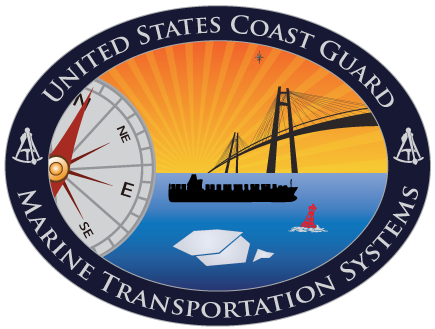 UNITED STATES COAST GUARD
N
NE
E
SE
MARINE TRANSPORTATION SYSTEMS